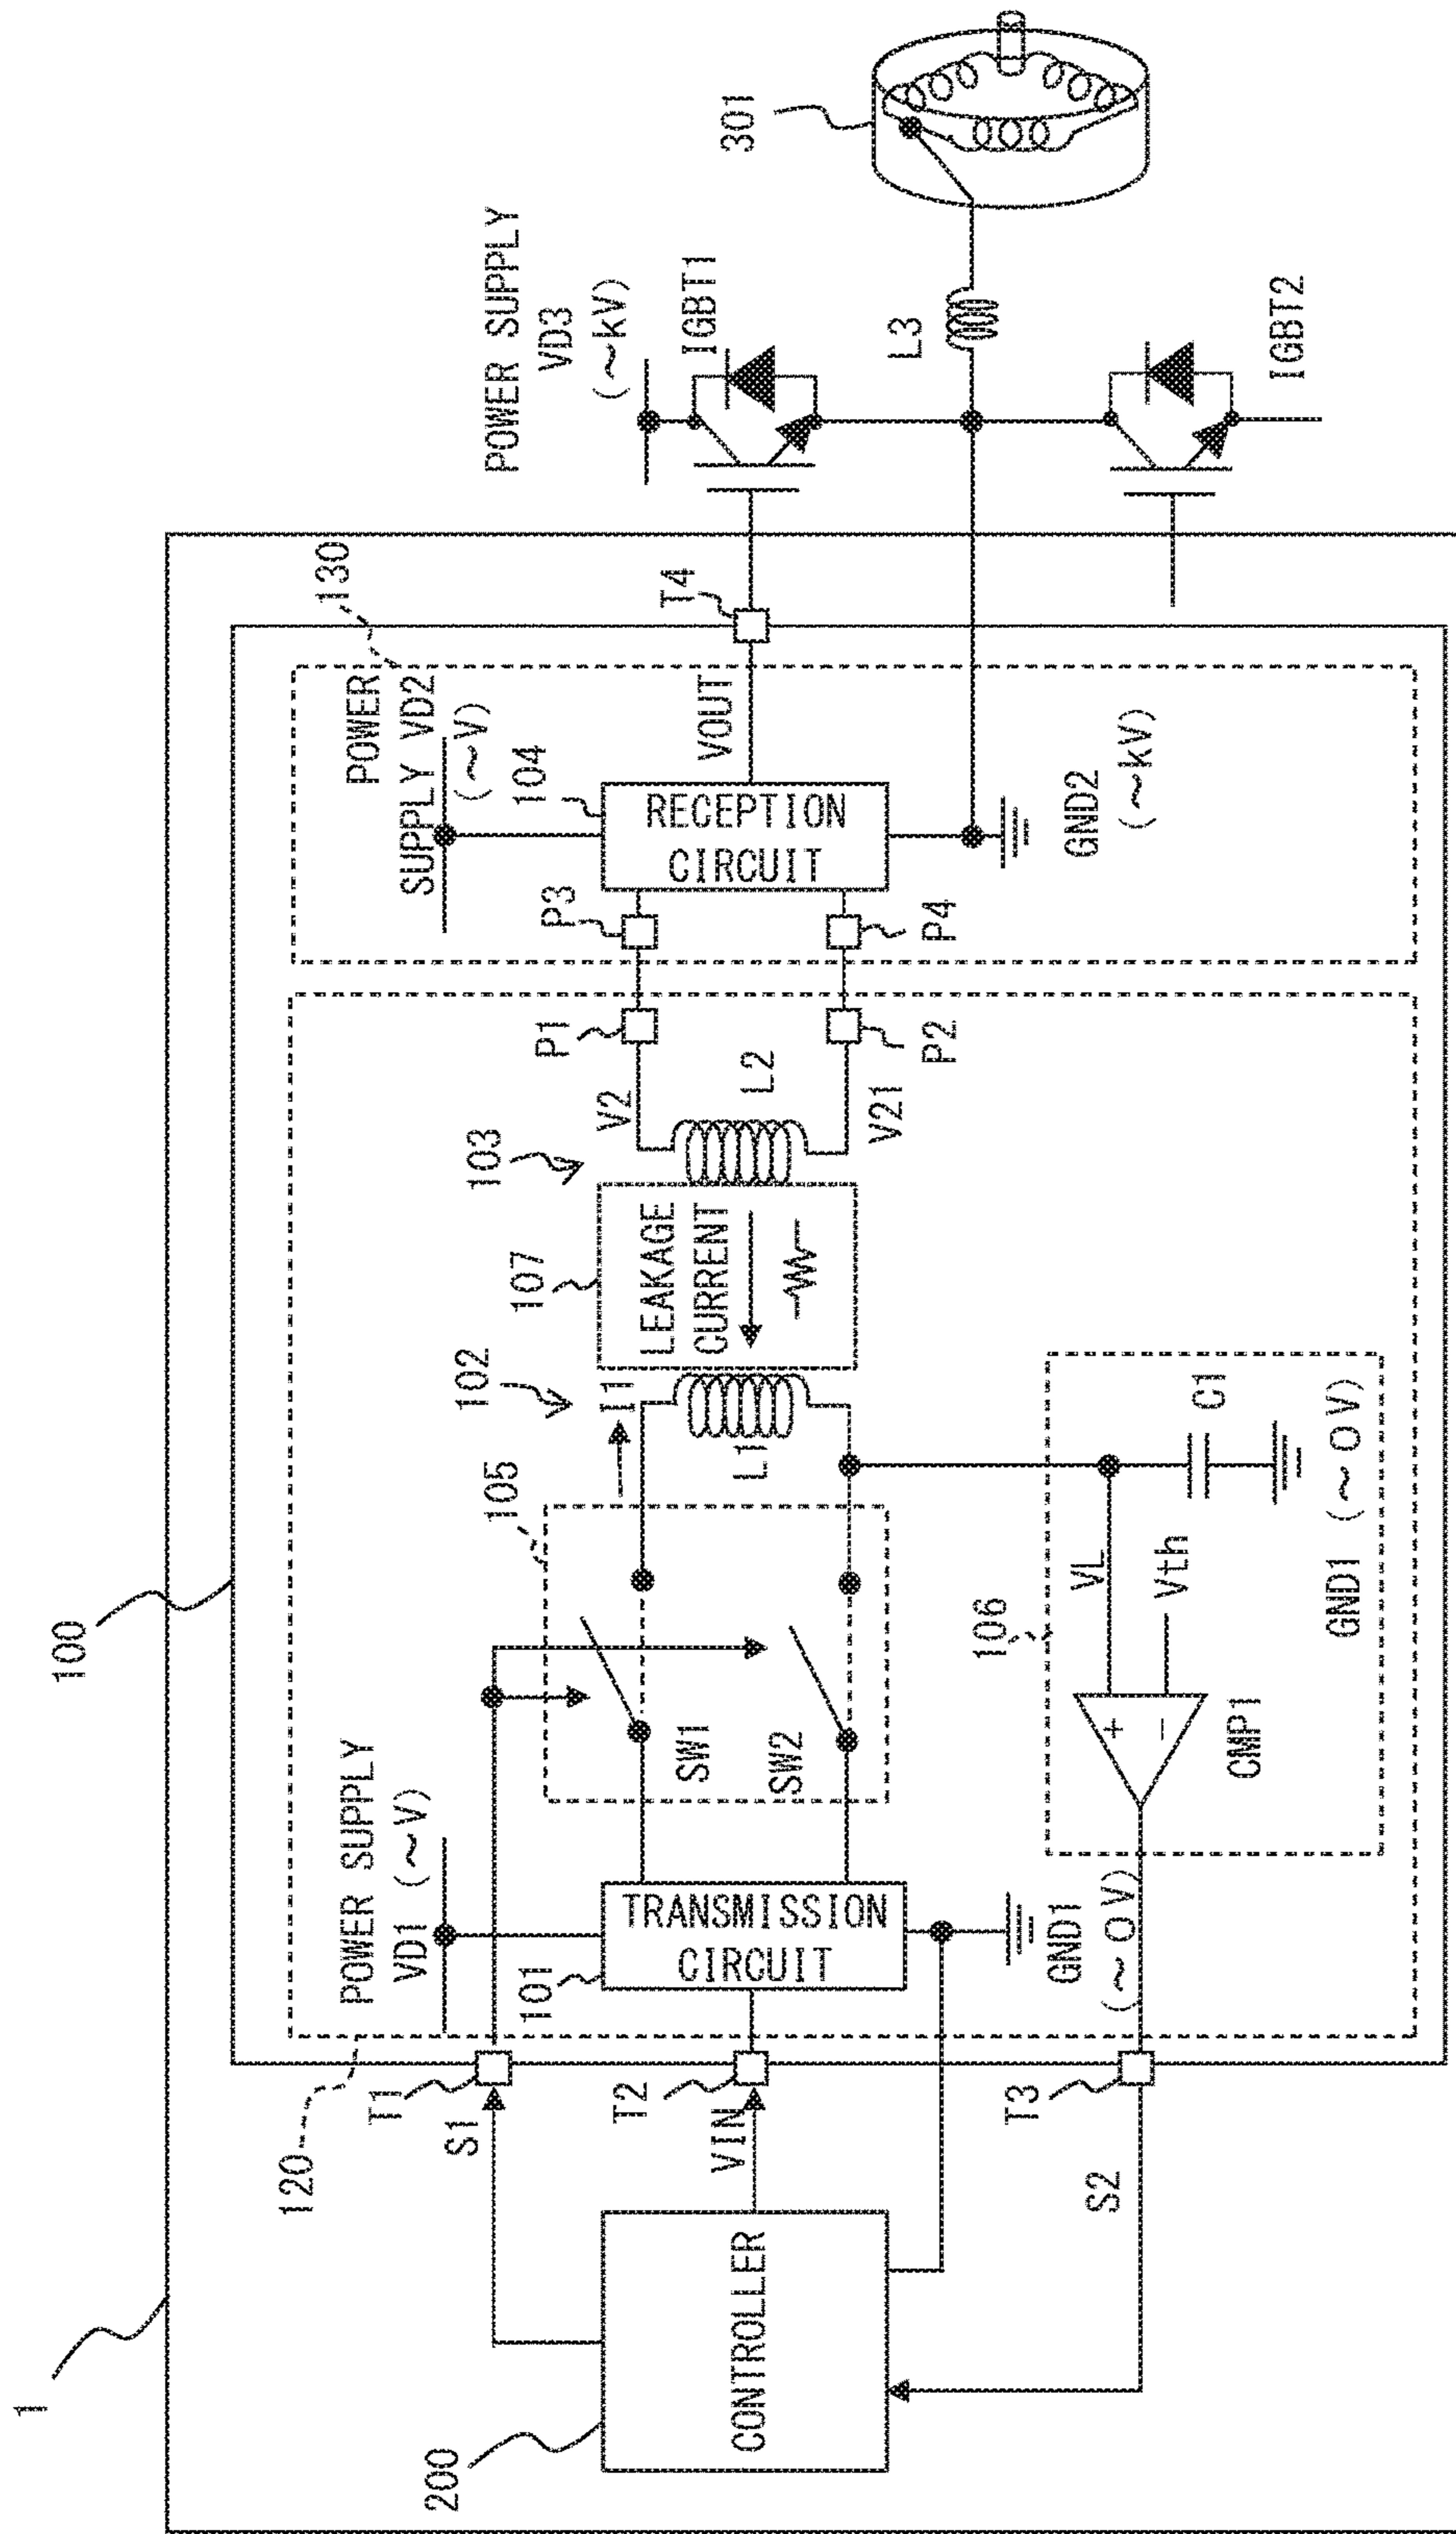 1
100
200
CONTROLLER
S1
VIN
S2
T1
T2
T3
120
POWER SUPPLY
VD1 (~V)
101
TRANSMISSION
CIRCUIT
GND1
(~0V)
105
SW1
SW2
106
VL
Vth
+
−
CMP1
C1
GND1 (~0V)
102
I1
L1
107
LEAKAGE
CURRENT
103
L2
V2
V21
P1
P2
P3
P4
130
POWER
SUPPLY VD2
(~V)
104
RECEPTION
CIRCUIT
VOUT
GND2
(~kV)
T4
POWER SUPPLY
VD3
(~kV)
IGBT1
L3
IGBT2
301